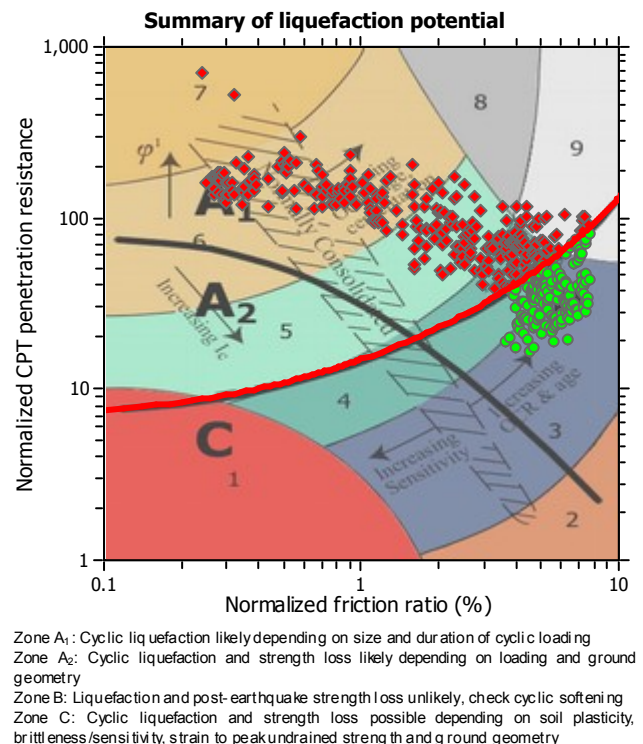 Summary of liquefaction potential
1,000
7
8
9
φ'
A1
Normally Consolidated
100
6
A2
Increasing Ic
5
10
4
Increasing
OCR & age
3
Increasing
Sensitivity
C
1
2
1
0.1
1
10
Normalized CPT penetration resistance
Normalized friction ratio (%)
Zone A₁: Cyclic liquefaction likely depending on size and duration of cyclic loading
Zone A₂: Cyclic liquefaction and strength loss likely depending on loading and ground
geometry
Zone B: Liquefaction and post-earthquake strength loss unlikely, check cyclic softening
Zone C: Cyclic liquefaction and strength loss possible depending on soil plasticity,
brittleness/sensitivity, strain to peak undrained strength and ground geometry